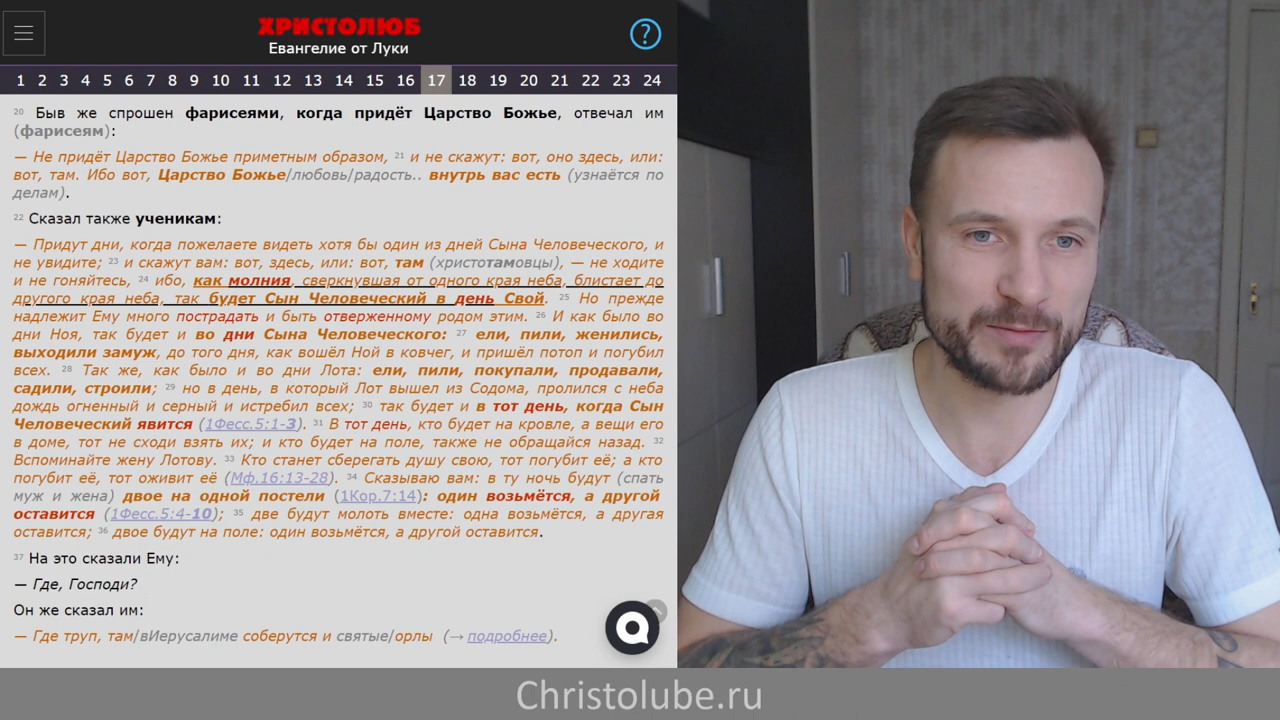 ХРИСТОЛЮБ
Евангелие от Луки
1 2 3 4 5 6 7 8 9 10 11 12 13 14 15 16 17 18 19 20 21 22 23 24
20 Быв же спрошен фарисеями, когда придёт Царство Божье, отвечал им
(фарисеям):
— Не придёт Царство Божье приметным образом, 21 и не скажут: вот, оно здесь, или:
вот, там. Ибо вот, Царство Божье/любовь/радость.. внутрь вас есть (узнаётся по
делам).
22 Сказал также ученикам:
— Придут дни, когда пожелаете видеть хотя бы один из дней Сына Человеческого, и
не увидите; 23 и скажут вам: вот, здесь, или: вот, там (христотамовцы), — не ходите
и не гоняйтесь, 24 ибо, как молния, сверкнувшая от одного края неба, блистает до
другого края неба, так будет Сын Человеческий в день Свой. 25 Но прежде
надлежит Ему много пострадать и быть отверженному родом этим. 26 И как было во
дни Ноя, так будет и во дни Сына Человеческого: 27 ели, пили, женились,
выходили замуж, до того дня, как вошёл Ной в ковчег, и пришёл потоп и погубил
всех. 28 Так же, как было и во дни Лота: ели, пили, покупали, продавали,
садили, строили; 29 но в день, в который Лот вышел из Содома, пролился с неба
дождь огненный и серный и истребил всех; 30 так будет и в тот день, когда Сын
Человеческий явится (1Фесс.5:1-3). 31 В тот день, кто будет на кровле, а вещи его
в доме, тот не сходи взять их; и кто будет на поле, также не обращайся назад. 32
Вспоминайте жену Лотову. 33 Кто станет сберегать душу свою, тот погубит её; а кто
погубит её, тот оживит её (Мф.16:13-28). 34 Сказываю вам: в ту ночь будут (спать
муж и жена) двое на одной постели (1Кор.7:14): один возьмётся, а другой
оставится (1Фесс.5:4-10); 35 две будут молоть вместе: одна возьмётся, а другая
оставится; 36 двое будут на поле: один возьмётся, а другой оставится.
37 На это сказали Ему:
— Где, Господи?
Он же сказал им:
— Где труп, там/вИерусалиме соберутся и святые/орлы (→ подробнее).
Christolube.ru